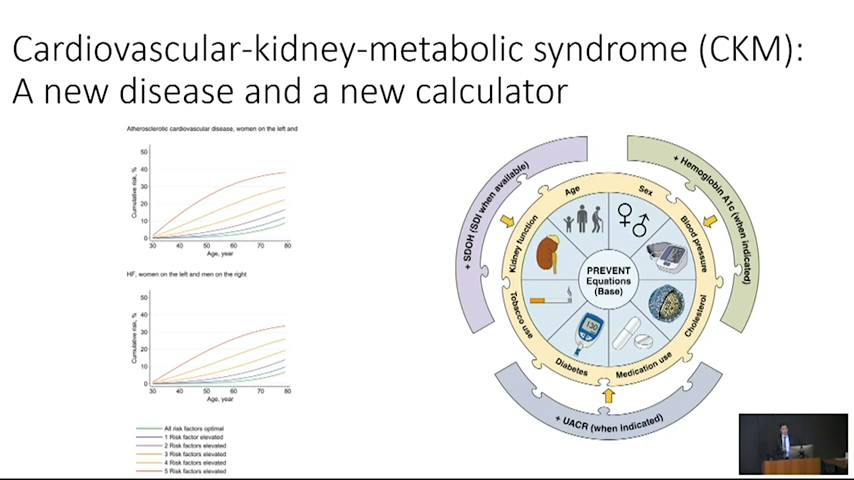 Cardiovascular-kidney-metabolic syndrome (CKM):
A new disease and a new calculator
Atherosclerotic cardiovascular disease, women on the left and
Cumulative risk, %
50
40
30
20
10
0
30 40 50 60 70 80
Age, year
HF, women on the left and men on the right
Cumulative risk, %
50
40
30
20
10
0
30 40 50 60 70 80
Age, year
All risk factors optimal
1 Risk factor elevated
2 Risk factors elevated
3 Risk factors elevated
4 Risk factors elevated
5 Risk factors elevated
+ SDOH (SDI when available)
+ Hemoglobin A1c (when indicated)
+ UACR (when indicated)
Age
Sex
Blood pressure
Cholesterol
Medication use
Diabetes
Tobacco use
Kidney function
130
PREVENT
Equations
(Base)